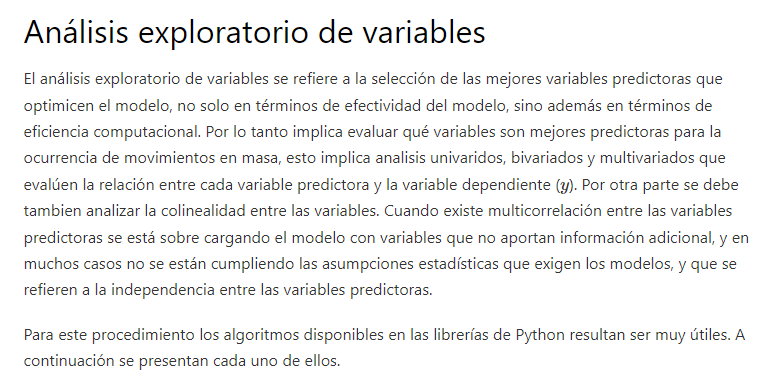 Análisis exploratorio de variables
El análisis exploratorio de variables se refiere a la selección de las mejores variables predictoras que
optimicen el modelo, no solo en términos de efectividad del modelo, sino además en términos de
eficiencia computacional. Por lo tanto implica evaluar qué variables son mejores predictoras para la
ocurrencia de movimientos en masa, esto implica analisis univaridos, bivariados y multivariados que
evalúen la relación entre cada variable predictora y la variable dependiente (y). Por otra parte se debe
tambien analizar la colinealidad entre las variables. Cuando existe multicorrelación entre las variables
predictoras se está sobre cargando el modelo con variables que no aportan información adicional, y en
muchos casos no se están cumpliendo las asumpciones estadísticas que exigen los modelos, y que se
refieren a la independencia entre las variables predictoras.
Para este procedimiento los algoritmos disponibles en las librerías de Python resultan ser muy útiles. A
continuación se presentan cada uno de ellos.